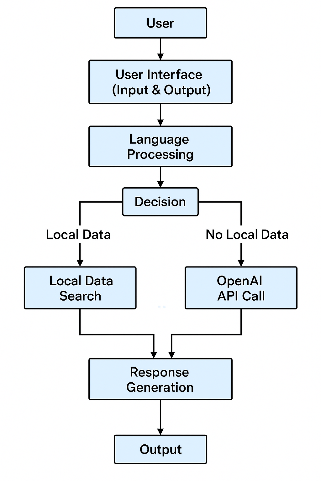 User
User Interface
(Input & Output)
Language
Processing
Decision
Local Data
No Local Data
Local Data
Search
OpenAI
API Call
Response
Generation
Output